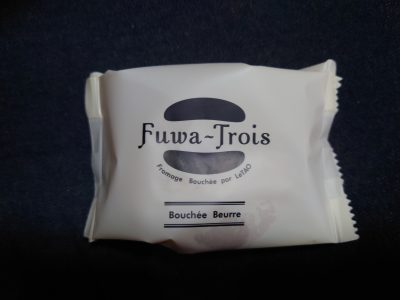 Fuwa-Trois
Fromage Bouchée par LeTAO
Bouchée Beurre